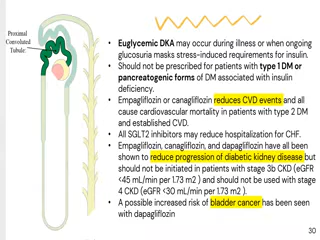 Proximal
Convoluted
Tubule:
• Euglycemic DKA may occur during illness or when ongoing
glucosuria masks stress-induced requirements for insulin.
• Should not be prescribed for patients with type 1 DM or
pancreatogenic forms of DM associated with insulin
deficiency.
• Empagliflozin or canagliflozin reduces CVD events and all
cause cardiovascular mortality in patients with type 2 DM
and established CVD.
• All SGLT2 inhibitors may reduce hospitalization for CHF.
• Empagliflozin, canagliflozin, and dapagliflozin have all been
shown to reduce progression of diabetic kidney disease but
should not be initiated in patients with stage 3b CKD (eGFR
<45 mL/min per 1.73 m2 ) and should not be used with stage
4 CKD (eGFR <30 mL/min per 1.73 m2 ).
• A possible increased risk of bladder cancer has been seen
with dapagliflozin
30